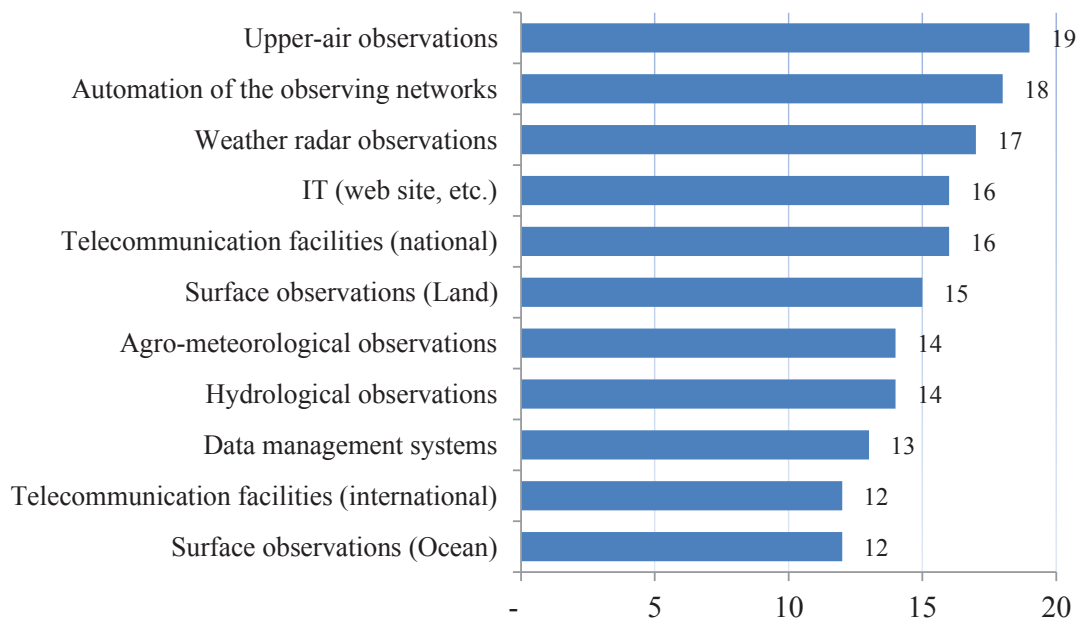 Upper-air observations 19
Automation of the observing networks 18
Weather radar observations 17
IT (web site, etc.) 16
Telecommunication facilities (national) 16
Surface observations (Land) 15
Agro-meteorological observations 14
Hydrological observations 14
Data management systems 13
Telecommunication facilities (international) 12
Surface observations (Ocean) 12
- 5 10 15 20